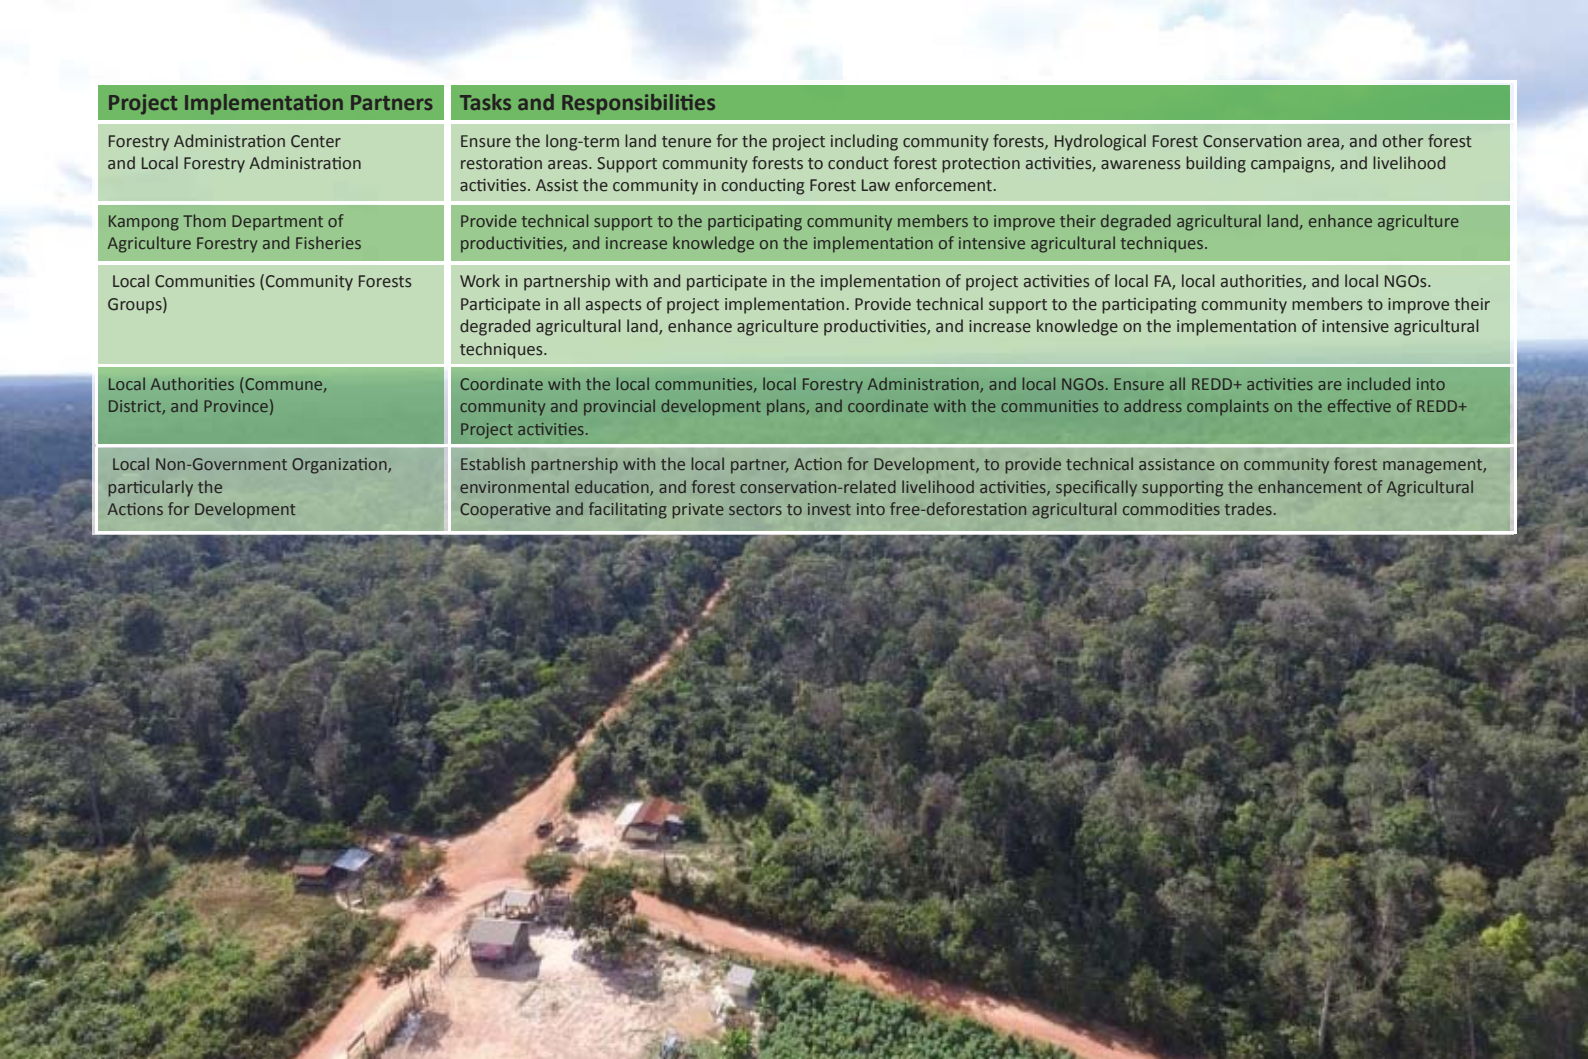 Project Implementation Partners
Tasks and Responsibilities
Forestry Administration Center
and Local Forestry Administration
Ensure the long-term land tenure for the project including community forests, Hydrological Forest Conservation area, and other forest
restoration areas. Support community forests to conduct forest protection activities, awareness building campaigns, and livelihood
activities. Assist the community in conducting Forest Law enforcement.
Kampong Thom Department of
Agriculture Forestry and Fisheries
Provide technical support to the participating community members to improve their degraded agricultural land, enhance agriculture
productivities, and increase knowledge on the implementation of intensive agricultural techniques.
Local Communities (Community Forests
Groups)
Work in partnership with and participate in the implementation of project activities of local FA, local authorities, and local NGOs.
Participate in all aspects of project implementation. Provide technical support to the participating community members to improve their
degraded agricultural land, enhance agriculture productivities, and increase knowledge on the implementation of intensive agricultural
techniques.
Local Authorities (Commune,
District, and Province)
Coordinate with the local communities, local Forestry Administration, and local NGOs. Ensure all REDD+ activities are included into
community and provincial development plans, and coordinate with the communities to address complaints on the effective of REDD+
Project activities.
Local Non-Government Organization,
particularly the
Actions for Development
Establish partnership with the local partner, Action for Development, to provide technical assistance on community forest management,
environmental education, and forest conservation-related livelihood activities, specifically supporting the enhancement of Agricultural
Cooperative and facilitating private sectors to invest into free-deforestation agricultural commodities trades.